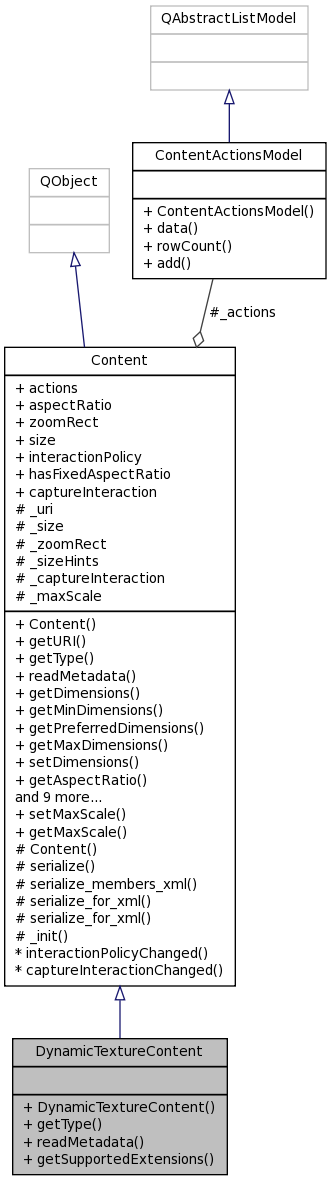 QAbstractListModel
ContentActionsModel
+ ContentActionsModel()
+ data()
+ rowCount()
+ add()
QObject
#_actions
Content
+ actions
+ aspectRatio
+ zoomRect
+ size
+ interactionPolicy
+ hasFixedAspectRatio
+ captureInteraction
# _uri
# _size
# _zoomRect
# _sizeHints
# _captureInteraction
# _maxScale
+ Content()
+ getURI()
+ getType()
+ readMetadata()
+ getDimensions()
+ getMinDimensions()
+ getPreferredDimensions()
+ getMaxDimensions()
+ setDimensions()
+ getAspectRatio()
and 9 more...
+ setMaxScale()
+ getMaxScale()
# Content()
# serialize()
# serialize_members_xml()
# serialize_for_xml()
# serialize_for_xml()
# _init()
* interactionPolicyChanged()
* captureInteractionChanged()
DynamicTextureContent
+ DynamicTextureContent()
+ getType()
+ readMetadata()
+ getSupportedExtensions()